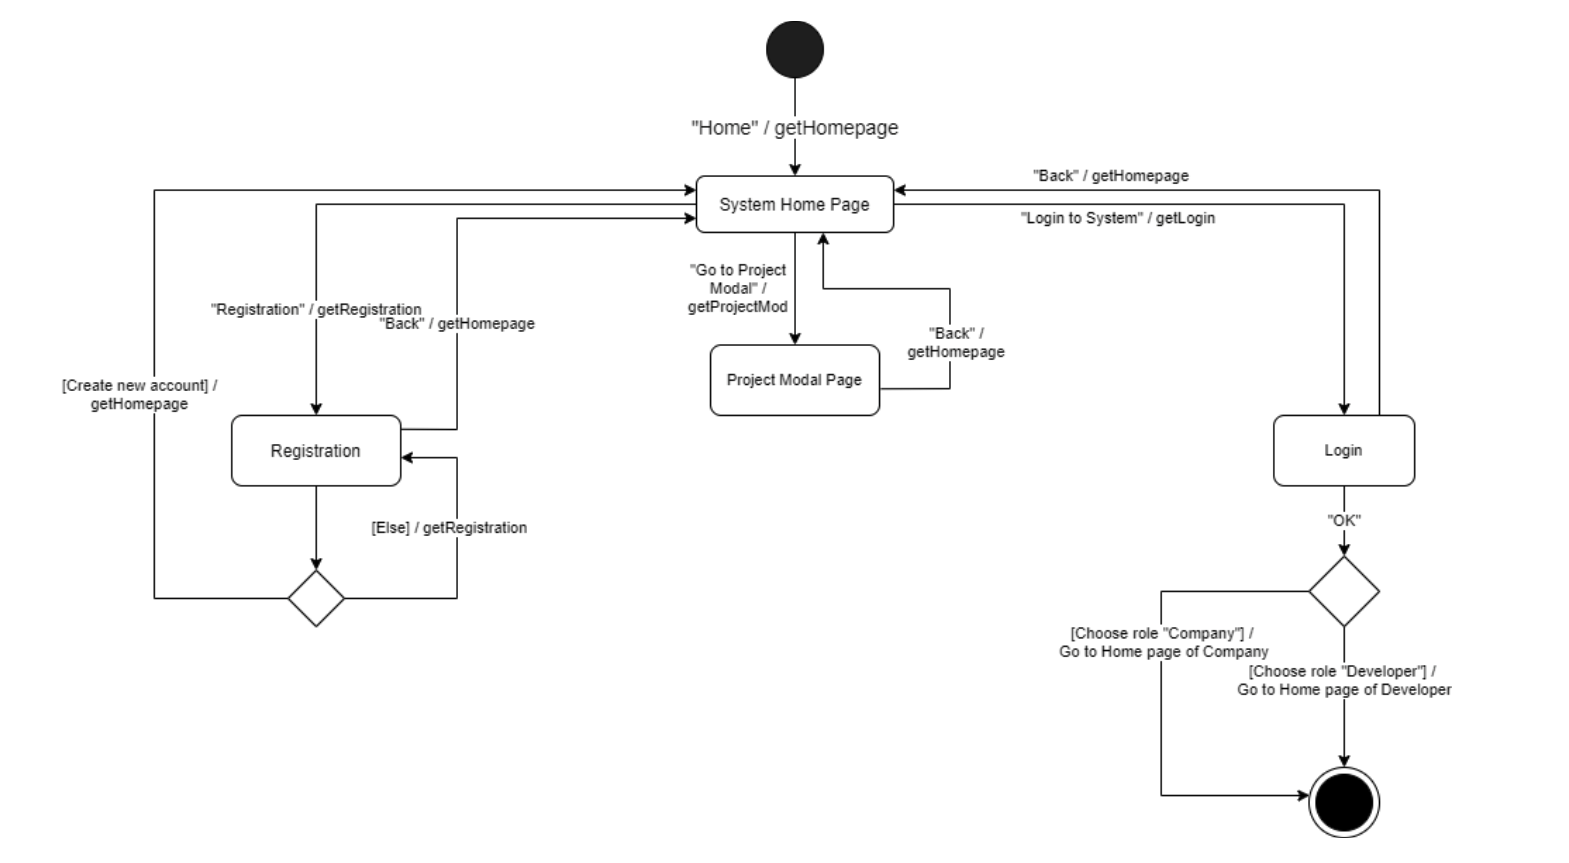 "Home" / getHomepage
"Back" / getHomepage
System Home Page
"Login to System" / getLogin
"Go to Project
Modal" /
getProjectMod
"Registration" / getRegistration
"Back" / getHomepage
"Back" /
getHomepage
Project Modal Page
[Create new account] /
getHomepage
Registration
Login
[Else] / getRegistration
"OK"
[Choose role "Company"] /
Go to Home page of Company
[Choose role "Developer"] /
Go to Home page of Developer